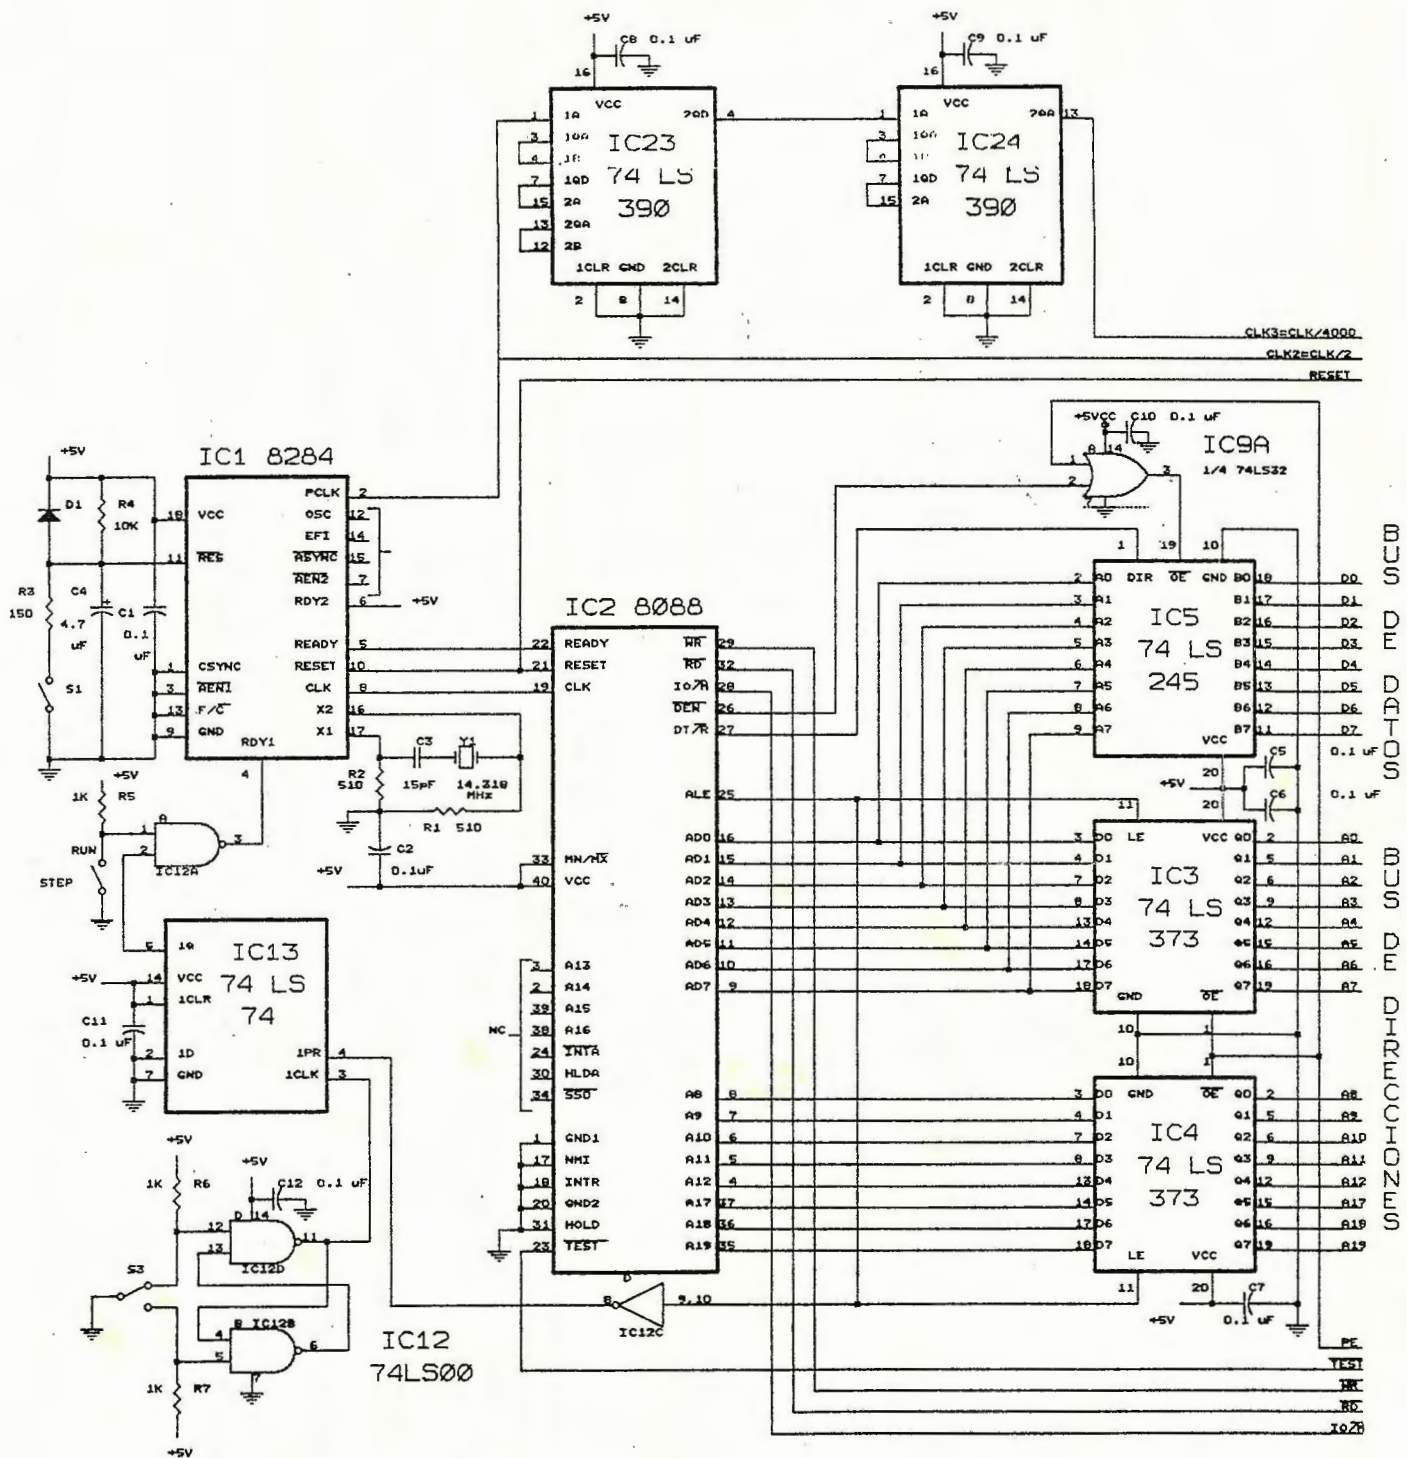 +5V
C8 0.1 uF
16
VCC
1 1A
3 1QA
4 1B
7 1QD
15 2A
13 2QA
12 2B
2QD 4
IC23
74 LS
390
1CLR GND 2CLR
2 8 14
+5V
C9 0.1 uF
16
VCC
1 1A
3 1QA
7 1QD
15 2A
2QA 13
IC24
74 LS
390
1CLR GND 2CLR
2 8 14
CLK3=CLK/4000
CLK2=CLK/2
RESET
+5V
D1
R4
10K
R3
150
C4
4.7
uF
C1
0.1
uF
S1
IC1 8284
18 VCC
11 RES
1 CSYNC
3 AEN1
13 F/C
9 GND
RDY1
4
PCLK 2
OSC 12
EFI 14
ASYNC 15
AEN2 7
RDY2 6
+5V
READY 5
RESET 10
CLK 8
X2 16
X1 17
C3
15pF
Y1
14.318
MHz
R2
510
R1 510
C2
0.1uF
+5V
+5V
1K R5
RUN
STEP
A
1
2
3
IC12A
IC13
74 LS
74
5 1Q
+5V
14 VCC
1 1CLR
2 1D
7 GND
1PR 4
1CLK 3
C11
0.1 uF
+5V
1K R6
+5V
C12 0.1 uF
D 14
12
13
11
IC12D
S3
B IC12B
4
5
6
7
1K R7
+5V
IC12
74LS00
IC12C
8
9,10
IC2 8088
22 READY
21 RESET
19 CLK
33 MN/MX
40 VCC
NC
3 A13
2 A14
39 A15
38 A16
24 INTA
30 HLDA
34 SSO
1 GND1
17 NMI
18 INTR
20 GND2
31 HOLD
23 TEST
WR 29
RD 32
IO/M 28
DEN 26
DT/R 27
ALE 25
AD0 16
AD1 15
AD2 14
AD3 13
AD4 12
AD5 11
AD6 10
AD7 9
A8 8
A9 7
A10 6
A11 5
A12 4
A17 37
A18 36
A19 35
+5VCC C10 0.1 uF
14
1
2
3
7
IC9A
1/4 74LS32
1 19 10
DIR OE GND
IC5
74 LS
245
2 A0
3 A1
4 A2
5 A3
6 A4
7 A5
8 A6
9 A7
B0 18 D0
B1 17 D1
B2 16 D2
B3 15 D3
B4 14 D4
B5 13 D5
B6 12 D6
B7 11 D7
VCC
20
+5V
20
C5
0.1 uF
C6
0.1 uF
11
LE VCC
IC3
74 LS
373
3 D0
4 D1
7 D2
8 D3
13 D4
14 D5
17 D6
18 D7
Q0 2 A0
Q1 5 A1
Q2 6 A2
Q3 9 A3
Q4 12 A4
Q5 15 A5
Q6 16 A6
Q7 19 A7
GND OE
10 1
10 1
GND OE
IC4
74 LS
373
3 D0
4 D1
7 D2
8 D3
13 D4
14 D5
17 D6
18 D7
Q0 2 A8
Q1 5 A9
Q2 6 A10
Q3 9 A11
Q4 12 A12
Q5 15 A17
Q6 16 A18
Q7 19 A19
LE VCC
11 20
+5V
C7
0.1 uF
PE
TEST
WR
RD
IO/M
BUS DE DATOS
BUS DE DIRECCIONES